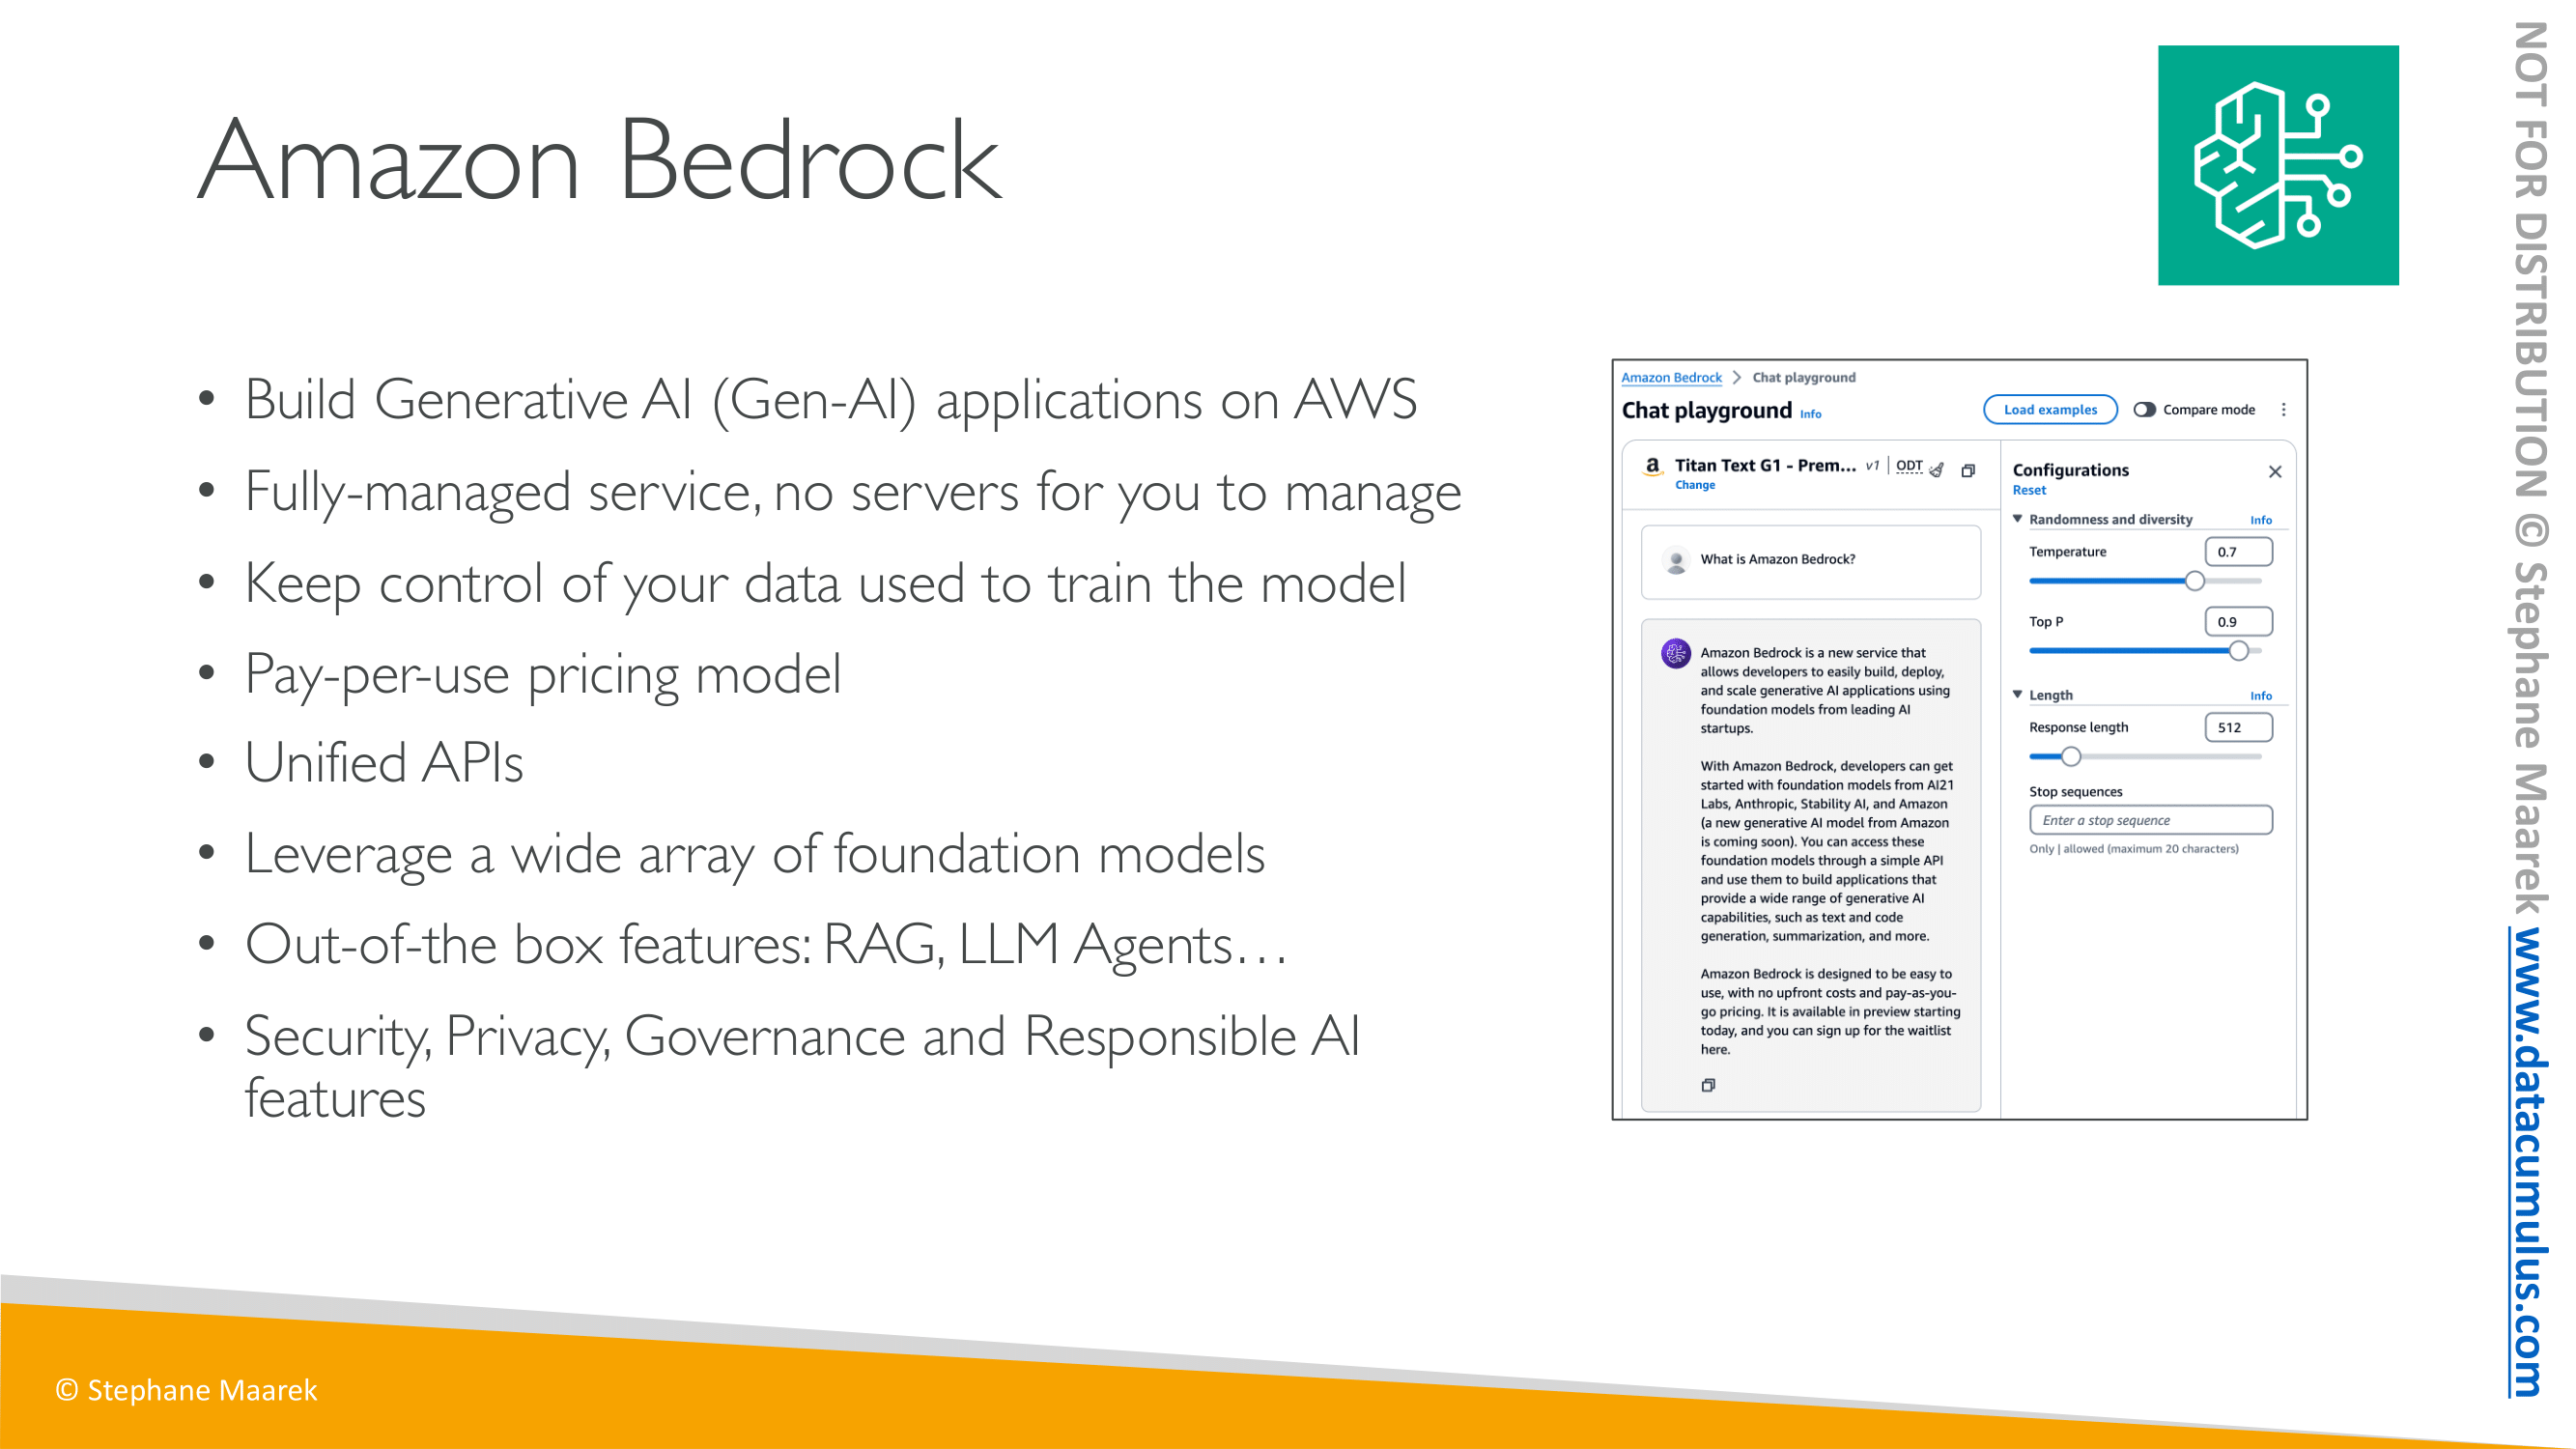 Amazon Bedrock
• Build Generative AI (Gen-AI) applications on AWS
• Fully-managed service, no servers for you to manage
• Keep control of your data used to train the model
• Pay-per-use pricing model
• Unified APIs
• Leverage a wide array of foundation models
• Out-of-the box features: RAG, LLM Agents…
• Security, Privacy, Governance and Responsible AI
features
Amazon Bedrock > Chat playground
Chat playground Info
Load examples
Compare mode
a Titan Text G1 - Prem... v1 | ODT
Change
What is Amazon Bedrock?
Amazon Bedrock is a new service that
allows developers to easily build, deploy,
and scale generative AI applications using
foundation models from leading AI
startups.
With Amazon Bedrock, developers can get
started with foundation models from AI21
Labs, Anthropic, Stability AI, and Amazon
(a new generative AI model from Amazon
is coming soon). You can access these
foundation models through a simple API
and use them to build applications that
provide a wide range of generative AI
capabilities, such as text and code
generation, summarization, and more.
Amazon Bedrock is designed to be easy to
use, with no upfront costs and pay-as-you-
go pricing. It is available in preview starting
today, and you can sign up for the waitlist
here.
Configurations
Reset
Randomness and diversity Info
Temperature 0.7
Top P 0.9
Length Info
Response length 512
Stop sequences
Enter a stop sequence
Only | allowed (maximum 20 characters)
© Stephane Maarek
NOT FOR DISTRIBUTION © Stephane Maarek www.datacumulus.com